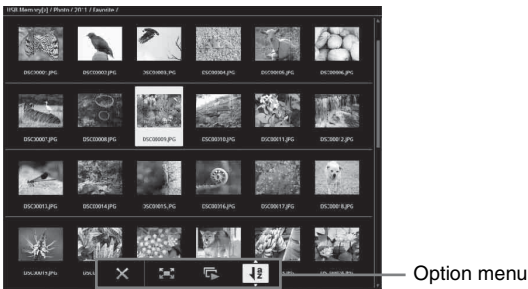 USB Memory[x] / Photo / 2011 / Favorite /
DSC00001.JPG DSC00002.JPG DSC00003.JPG DSC00004.JPG DSC00005.JPG DSC00006.JPG
DSC00007.JPG DSC00008.JPG DSC00009.JPG DSC00010.JPG DSC00011.JPG DSC00012.JPG
DSC00013.JPG DSC00014.JPG DSC00015.JPG DSC00016.JPG DSC00017.JPG DSC00018.JPG
DSC00019.JPG
Option menu